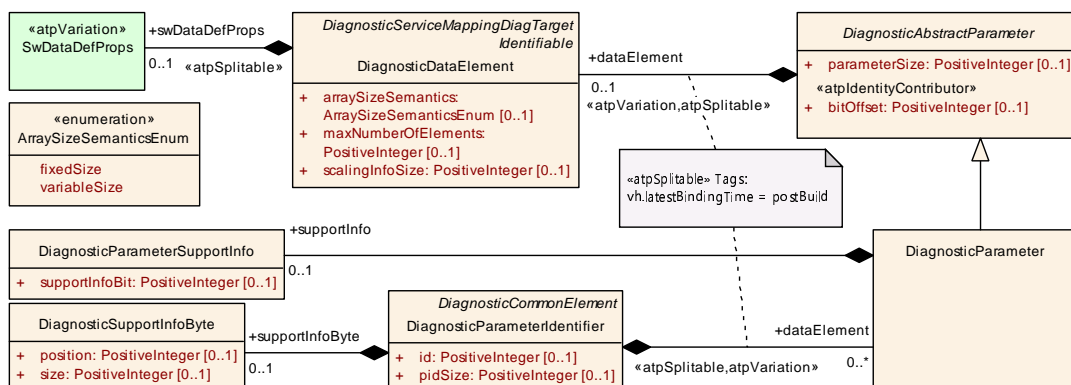 «atpVariation»
SwDataDefProps
+swDataDefProps
0..1
«atpSplitable»
DiagnosticServiceMappingDiagTarget
Identifiable
DiagnosticDataElement
+ arraySizeSemantics:
ArraySizeSemanticsEnum [0..1]
+ maxNumberOfElements:
PositiveInteger [0..1]
+ scalingInfoSize: PositiveInteger [0..1]
+dataElement
0..1
«atpVariation,atpSplitable»
DiagnosticAbstractParameter
+ parameterSize: PositiveInteger [0..1]
«atpIdentityContributor»
+ bitOffset: PositiveInteger [0..1]
«enumeration»
ArraySizeSemanticsEnum
fixedSize
variableSize
«atpSplitable» Tags:
vh.latestBindingTime = postBuild
DiagnosticParameterSupportInfo
+ supportInfoBit: PositiveInteger [0..1]
+supportInfo
0..1
DiagnosticParameter
DiagnosticSupportInfoByte
+ position: PositiveInteger [0..1]
+ size: PositiveInteger [0..1]
+supportInfoByte
0..1
DiagnosticCommonElement
DiagnosticParameterIdentifier
+ id: PositiveInteger [0..1]
+ pidSize: PositiveInteger [0..1]
+dataElement
«atpSplitable,atpVariation»
0..*